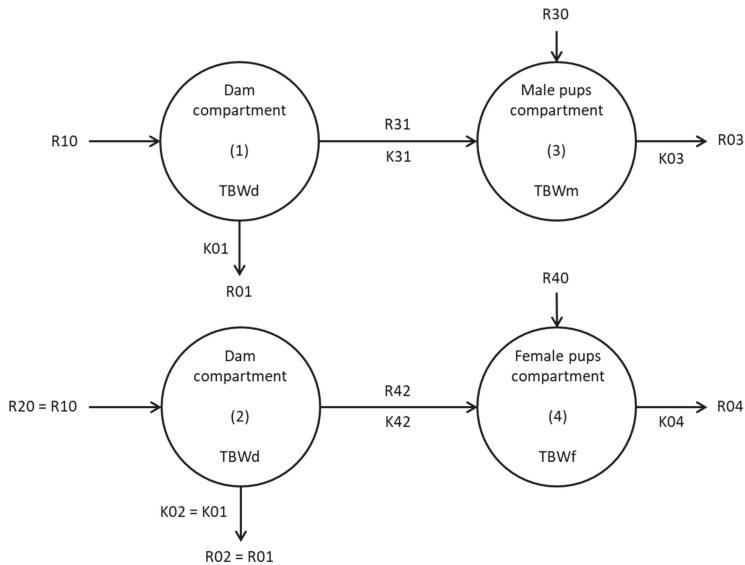 R30
Dam
compartment
(1)
TBWd
Male pups
compartment
(3)
TBWm
R10
R31
K31
R03
K03
K01
R01
R40
Dam
compartment
(2)
TBWd
Female pups
compartment
(4)
TBWf
R20 = R10
R42
K42
R04
K04
K02 = K01
R02 = R01